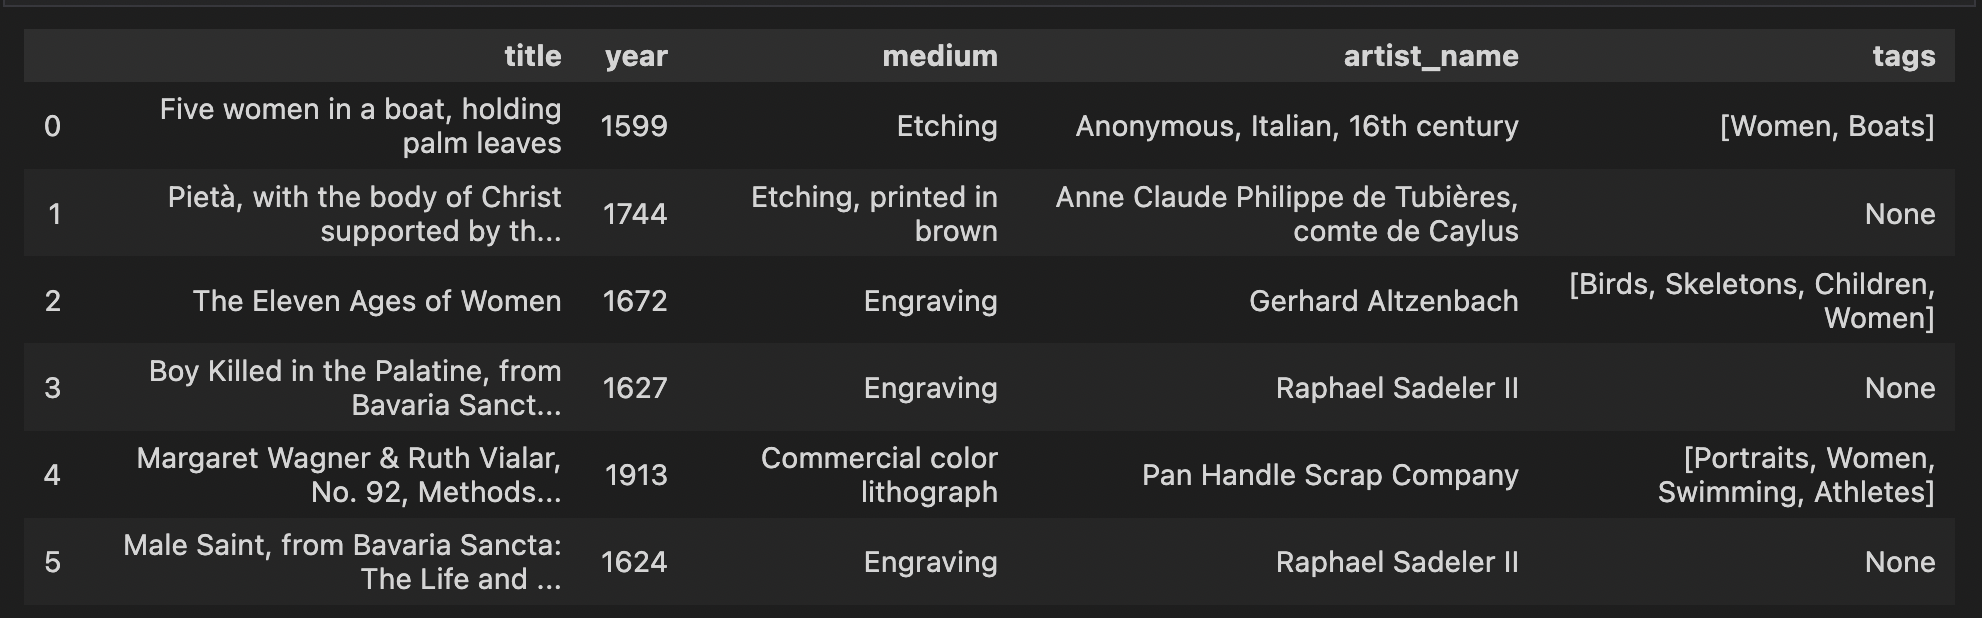 title year medium artist_name tags
0 Five women in a boat, holding palm leaves 1599 Etching Anonymous, Italian, 16th century [Women, Boats]
1 Pietà, with the body of Christ supported by th... 1744 Etching, printed in brown Anne Claude Philippe de Tubières, comte de Caylus None
2 The Eleven Ages of Women 1672 Engraving Gerhard Altzenbach [Birds, Skeletons, Children, Women]
3 Boy Killed in the Palatine, from Bavaria Sanct... 1627 Engraving Raphael Sadeler II None
4 Margaret Wagner & Ruth Vialar, No. 92, Methods... 1913 Commercial color lithograph Pan Handle Scrap Company [Portraits, Women, Swimming, Athletes]
5 Male Saint, from Bavaria Sancta: The Life and ... 1624 Engraving Raphael Sadeler II None